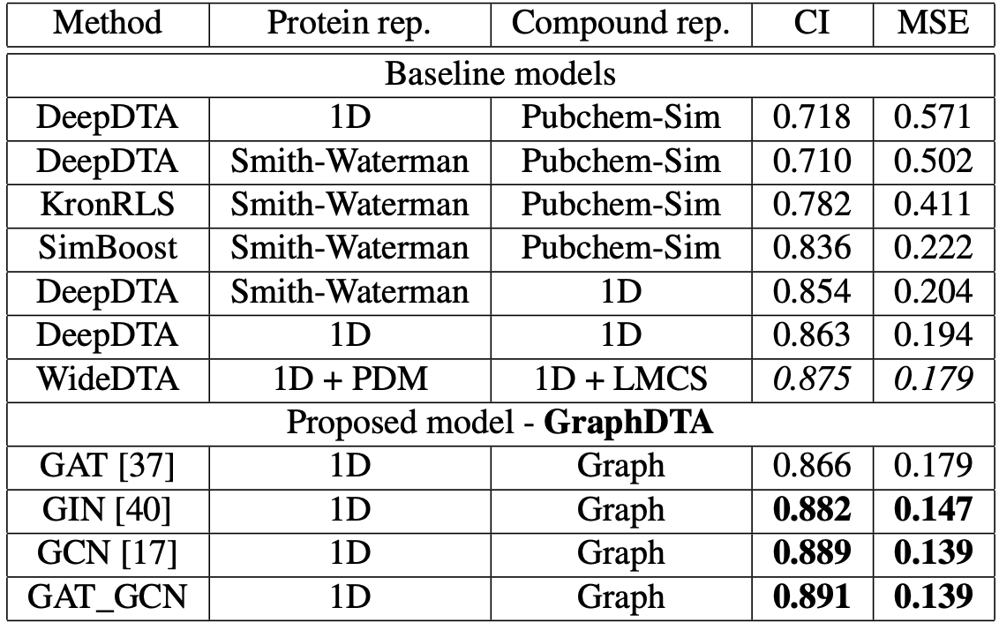 Method Protein rep. Compound rep. CI MSE
Baseline models
DeepDTA 1D Pubchem-Sim 0.718 0.571
DeepDTA Smith-Waterman Pubchem-Sim 0.710 0.502
KronRLS Smith-Waterman Pubchem-Sim 0.782 0.411
SimBoost Smith-Waterman Pubchem-Sim 0.836 0.222
DeepDTA Smith-Waterman 1D 0.854 0.204
DeepDTA 1D 1D 0.863 0.194
WideDTA 1D + PDM 1D + LMCS 0.875 0.179
Proposed model - GraphDTA
GAT [37] 1D Graph 0.866 0.179
GIN [40] 1D Graph 0.882 0.147
GCN [17] 1D Graph 0.889 0.139
GAT_GCN 1D Graph 0.891 0.139